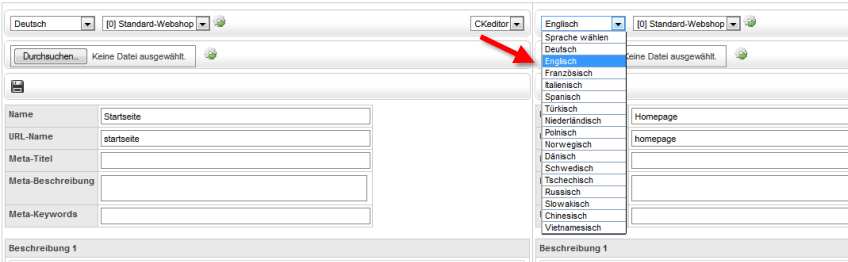 Deutsch [0] Standard-Webshop CKeditor
Durchsuchen... Keine Datei ausgewählt.
Name Startseite
URL-Name startseite
Meta-Titel
Meta-Beschreibung
Meta-Keywords
Beschreibung 1
Englisch [0] Standard-Webshop
Sprache wählen
Deutsch
Englisch
Französisch
Italienisch
Spanisch
Türkisch
Niederländisch
Polnisch
Norwegisch
Dänisch
Schwedisch
Tschechisch
Russisch
Slowakisch
Chinesisch
Vietnamesisch
Datei ausgewählt.
Homepage
homepage
Beschreibung 1